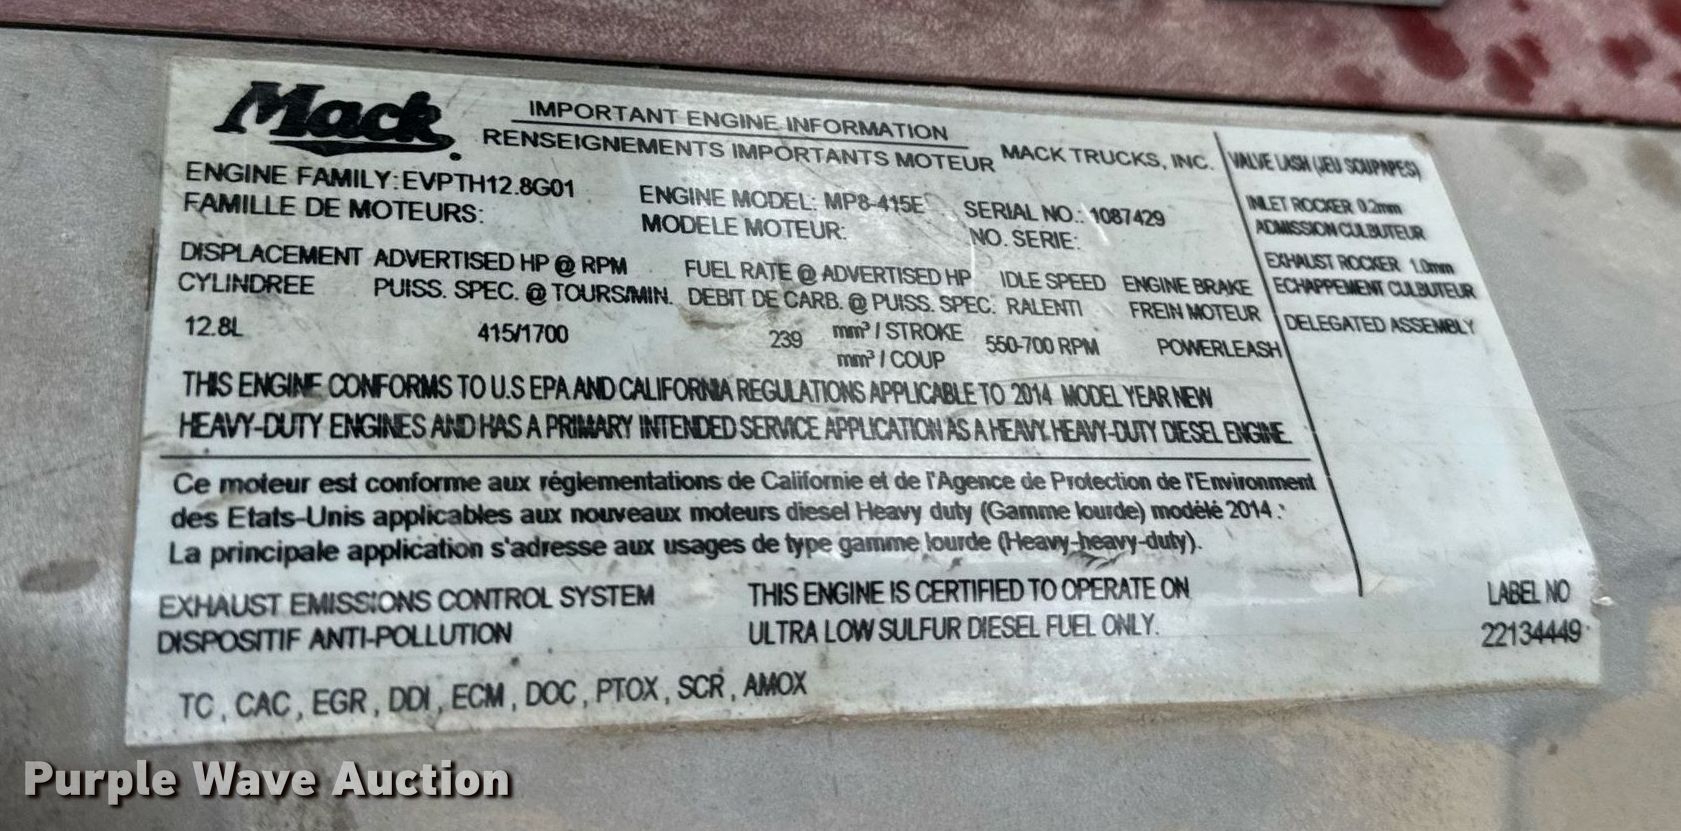 Mack
IMPORTANT ENGINE INFORMATION
RENSEIGNEMENTS IMPORTANTS MOTEUR
MACK TRUCKS, INC.
ENGINE FAMILY: EVPTH12.8G01
FAMILLE DE MOTEURS:
ENGINE MODEL: MP8-415E
MODELE MOTEUR:
SERIAL NO.: 1087429
NO. SERIE:
DISPLACEMENT
CYLINDREE
12.8L
ADVERTISED HP @ RPM
PUISS. SPEC. @ TOURS/MIN.
415/1700
FUEL RATE @ ADVERTISED HP
DEBIT DE CARB. @ PUISS. SPEC.
239 mm³ / STROKE
mm³ / COUP
IDLE SPEED
RALENTI
550-700 RPM
ENGINE BRAKE
FREIN MOTEUR
POWERLEASH
VALVE LASH (JEU SOUPAPES)
INLET ROCKER 0.2mm
ADMISSION CULBUTEUR
EXHAUST ROCKER 1.0mm
ECHAPPEMENT CULBUTEUR
DELEGATED ASSEMBLY
THIS ENGINE CONFORMS TO U.S EPA AND CALIFORNIA REGULATIONS APPLICABLE TO 2014 MODEL YEAR NEW
HEAVY-DUTY ENGINES AND HAS A PRIMARY INTENDED SERVICE APPLICATION AS A HEAVY HEAVY-DUTY DIESEL ENGINE.
Ce moteur est conforme aux réglementations de Californie et de l'Agence de Protection de l'Environment
des Etats-Unis applicables aux nouveaux moteurs diesel Heavy duty (Gamme lourde) modélé 2014.
La principale application s'adresse aux usages de type gamme lourde (Heavy-heavy-duty).
EXHAUST EMISSIONS CONTROL SYSTEM
DISPOSITIF ANTI-POLLUTION
THIS ENGINE IS CERTIFIED TO OPERATE ON
ULTRA LOW SULFUR DIESEL FUEL ONLY.
LABEL NO
22134449
TC, CAC, EGR, DDI, ECM, DOC, PTOX, SCR, AMOX
Purple Wave Auction